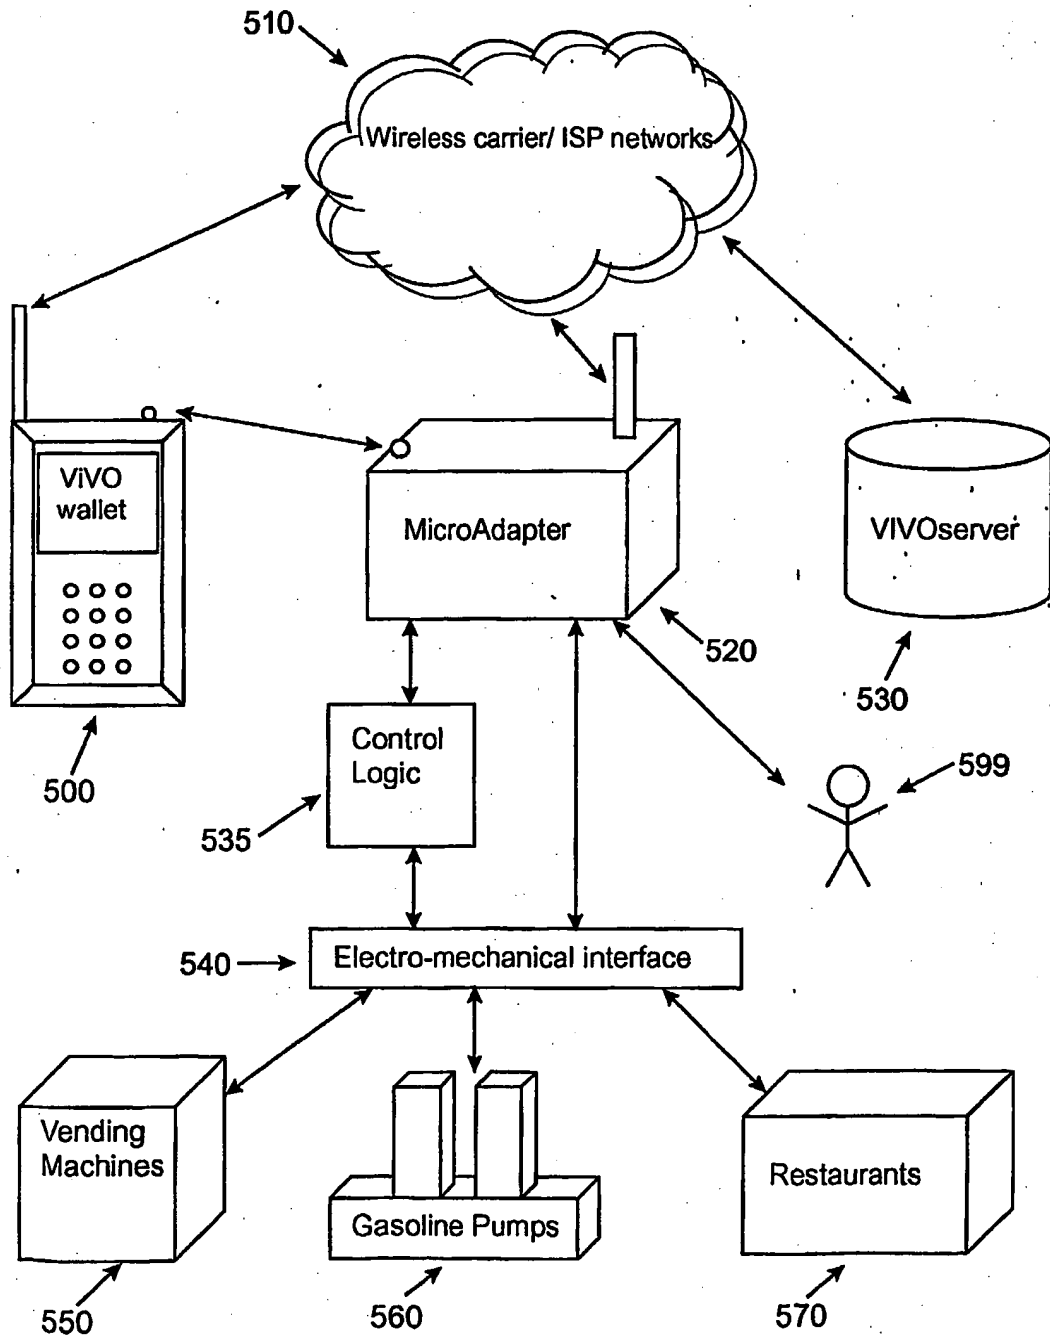 510
Wireless carrier/ ISP networks
ViVO
wallet
MicroAdapter
VIVOserver
520
530
500
Control
Logic
599
535
540
Electro-mechanical interface
Vending
Machines
Gasoline Pumps
Restaurants
550
560
570